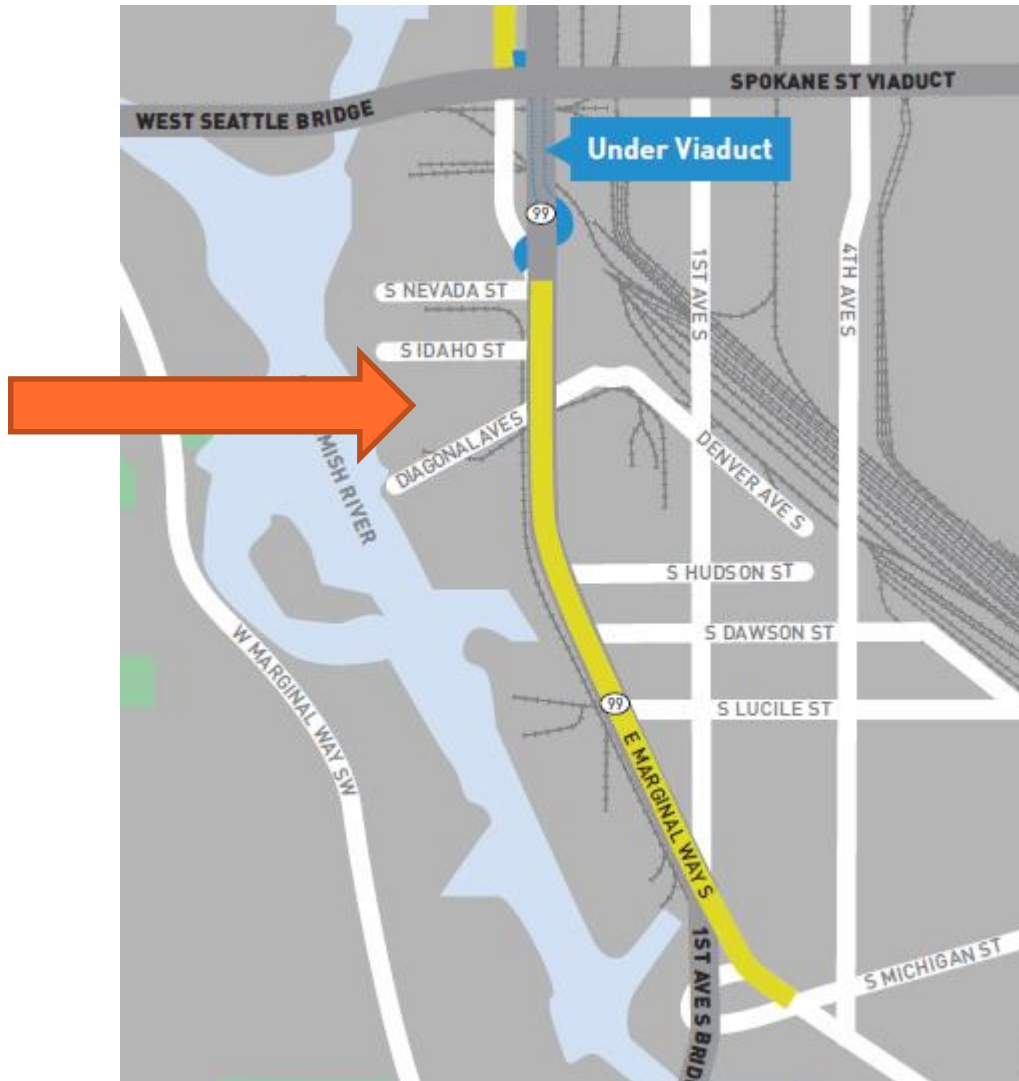 SPOKANE ST VIADUCT
WEST SEATTLE BRIDGE
Under Viaduct
99
1ST AVE S
4TH AVE S
S NEVADA ST
S IDAHO ST
DIAGONAL AVE S
MISH RIVER
DENVER AVE S
S HUDSON ST
S DAWSON ST
W MARGINAL WAY SW
99
S LUCILE ST
E MARGINAL WAY S
1ST AVE S BRID
S MICHIGAN ST